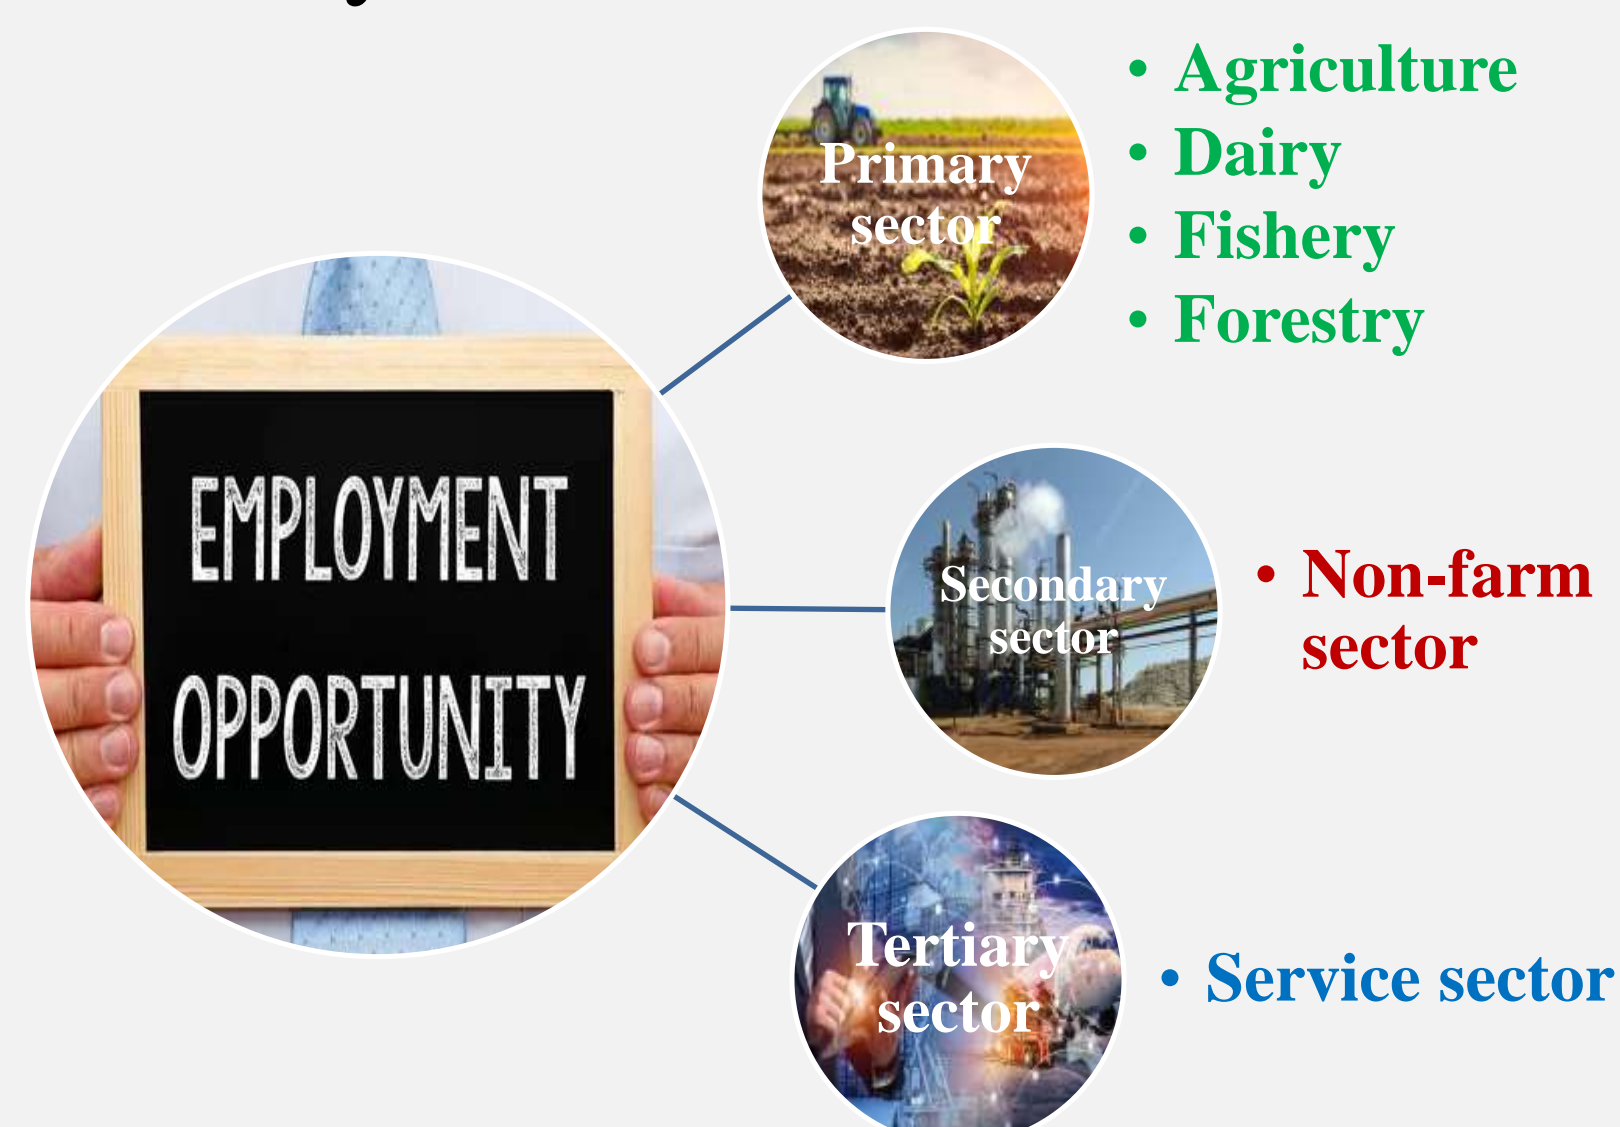 EMPLOYMENT
OPPORTUNITY
Primary
sector
• Agriculture
• Dairy
• Fishery
• Forestry
Secondary
sector
• Non-farm
sector
Tertiary
sector
• Service sector